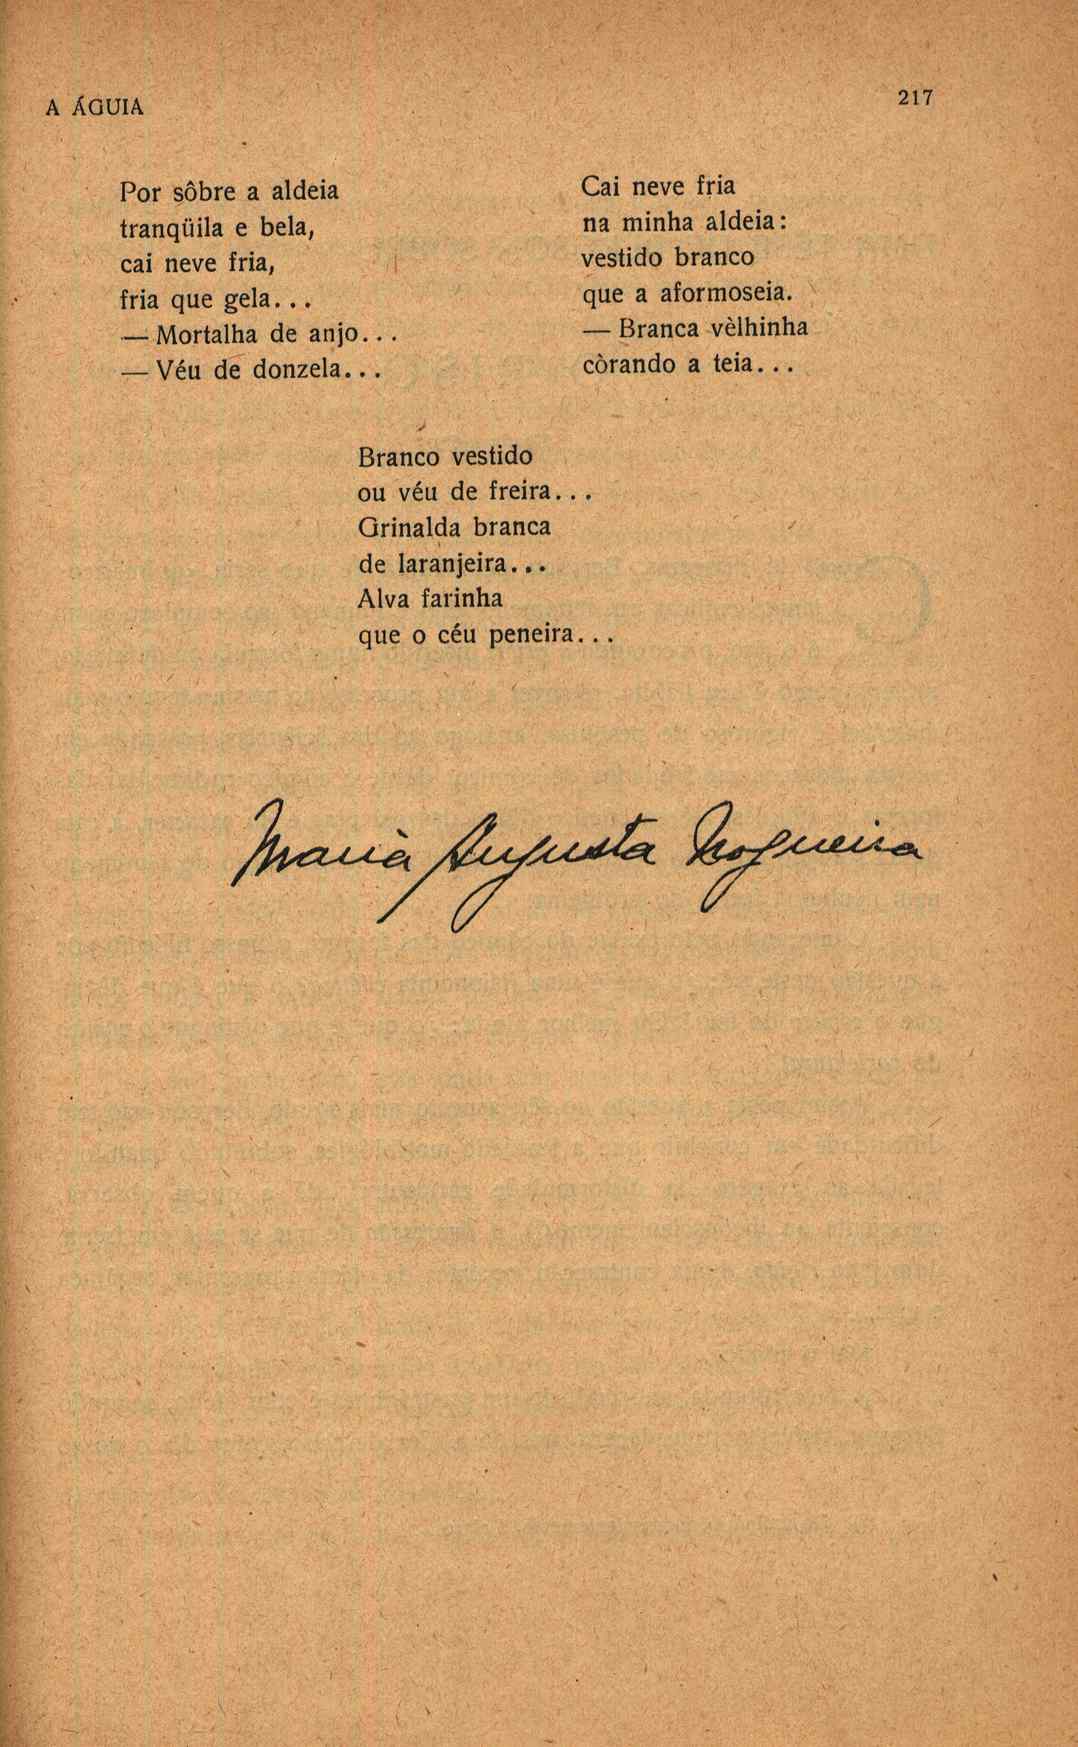 A ÁGUIA
217
Por sôbre a aldeia
tranqüila e bela,
cai neve fria,
fria que gela...
— Mortalha de anjo...
— Véu de donzela...
Cai neve fria
na minha aldeia:
vestido branco
que a aformoseia.
— Branca vèlhinha
còrando a teia...
Branco vestido
ou véu de freira...
Grinalda branca
de laranjeira...
Alva farinha
que o céu peneira...
Maria Augusta Nogueira